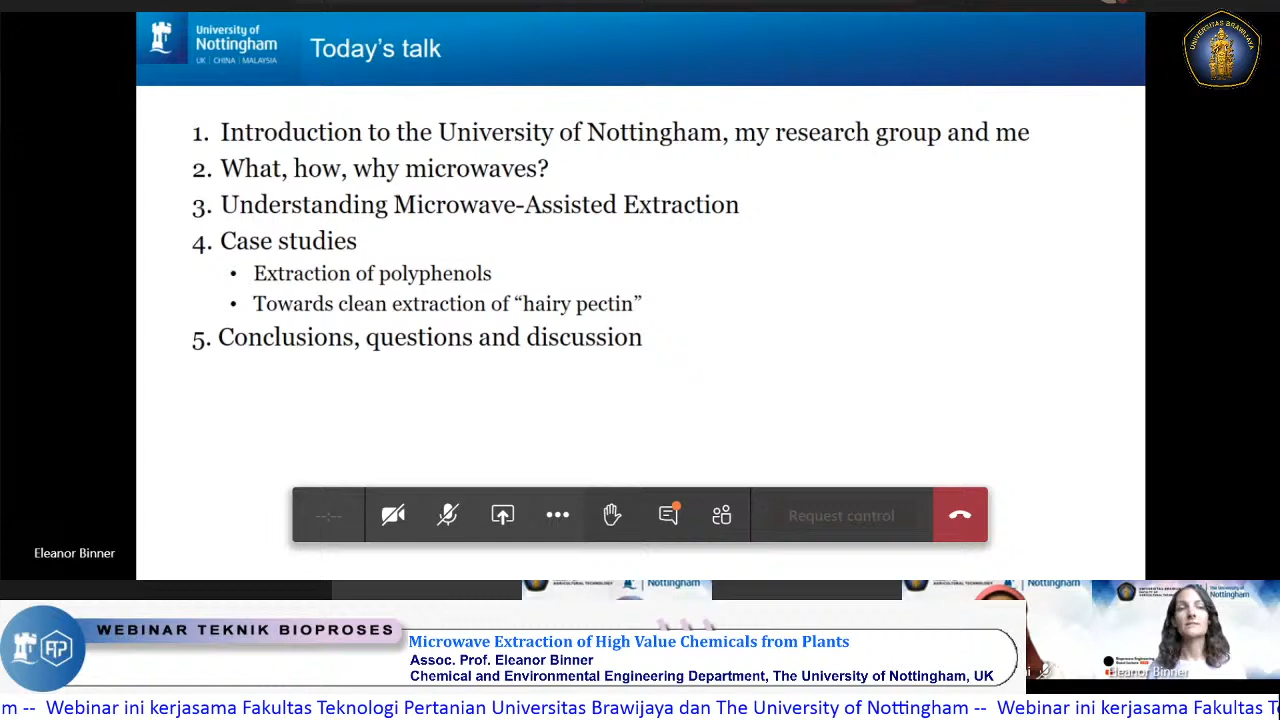 University of
Nottingham
UK | CHINA | MALAYSIA
Today's talk
UNIVERSITAS BRAWIJAYA
1. Introduction to the University of Nottingham, my research group and me
2. What, how, why microwaves?
3. Understanding Microwave-Assisted Extraction
4. Case studies
• Extraction of polyphenols
• Towards clean extraction of “hairy pectin”
5. Conclusions, questions and discussion
--:--
Request control
Eleanor Binner
Nottingham
Nottingham
Nottingham
WEBINAR TEKNIK BIOPROSES
Microwave Extraction of High Value Chemicals from Plants
Assoc. Prof. Eleanor Binner
Chemical and Environmental Engineering Department, The University of Nottingham, UK
Eleanor Binner
m -- Webinar ini kerjasama Fakultas Teknologi Pertanian Universitas Brawijaya dan The University of Nottingham -- Webinar ini kerjasama Fakultas T